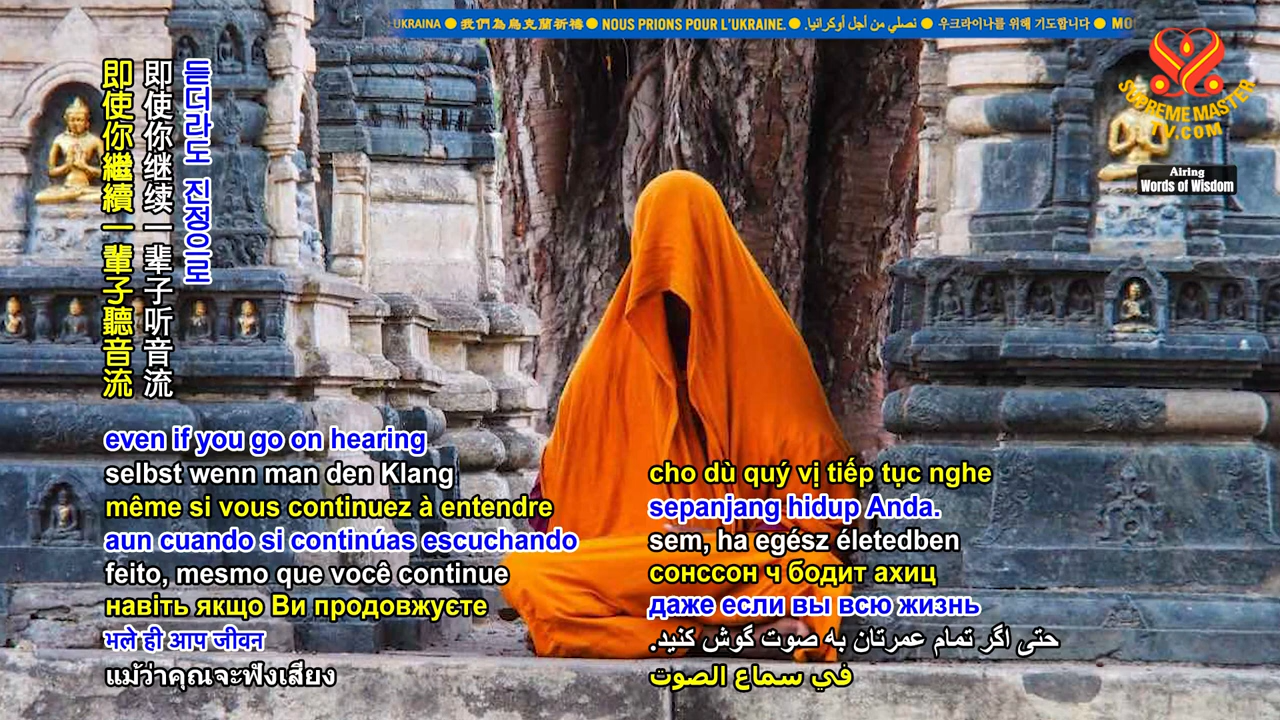 UKRAINA ● 我們為烏克蘭祈禱 ● NOUS PRIONS POUR L'UKRAINE. ● نصلي من أجل أوكرانيا. ● 우크라이나를 위해 기도합니다 ● MO
SUPREME MASTER
TV.COM
Airing
Words of Wisdom
듣더라도 진정으로
即使你继续一辈子听音流
即使你繼續一輩子聽音流
even if you go on hearing
selbst wenn man den Klang
même si vous continuez à entendre
aun cuando si continúas escuchando
feito, mesmo que você continue
навіть якщо Ви продовжуєте
भले ही आप जीवन
แม้ว่าคุณจะฟังเสียง
cho dù quý vị tiếp tục nghe
sepanjang hidup Anda.
sem, ha egész életedben
сонссон ч бодит ахиц
даже если вы всю жизнь
حتی اگر تمام عمرتان به صوت گوش کنید.
في سماع الصوت